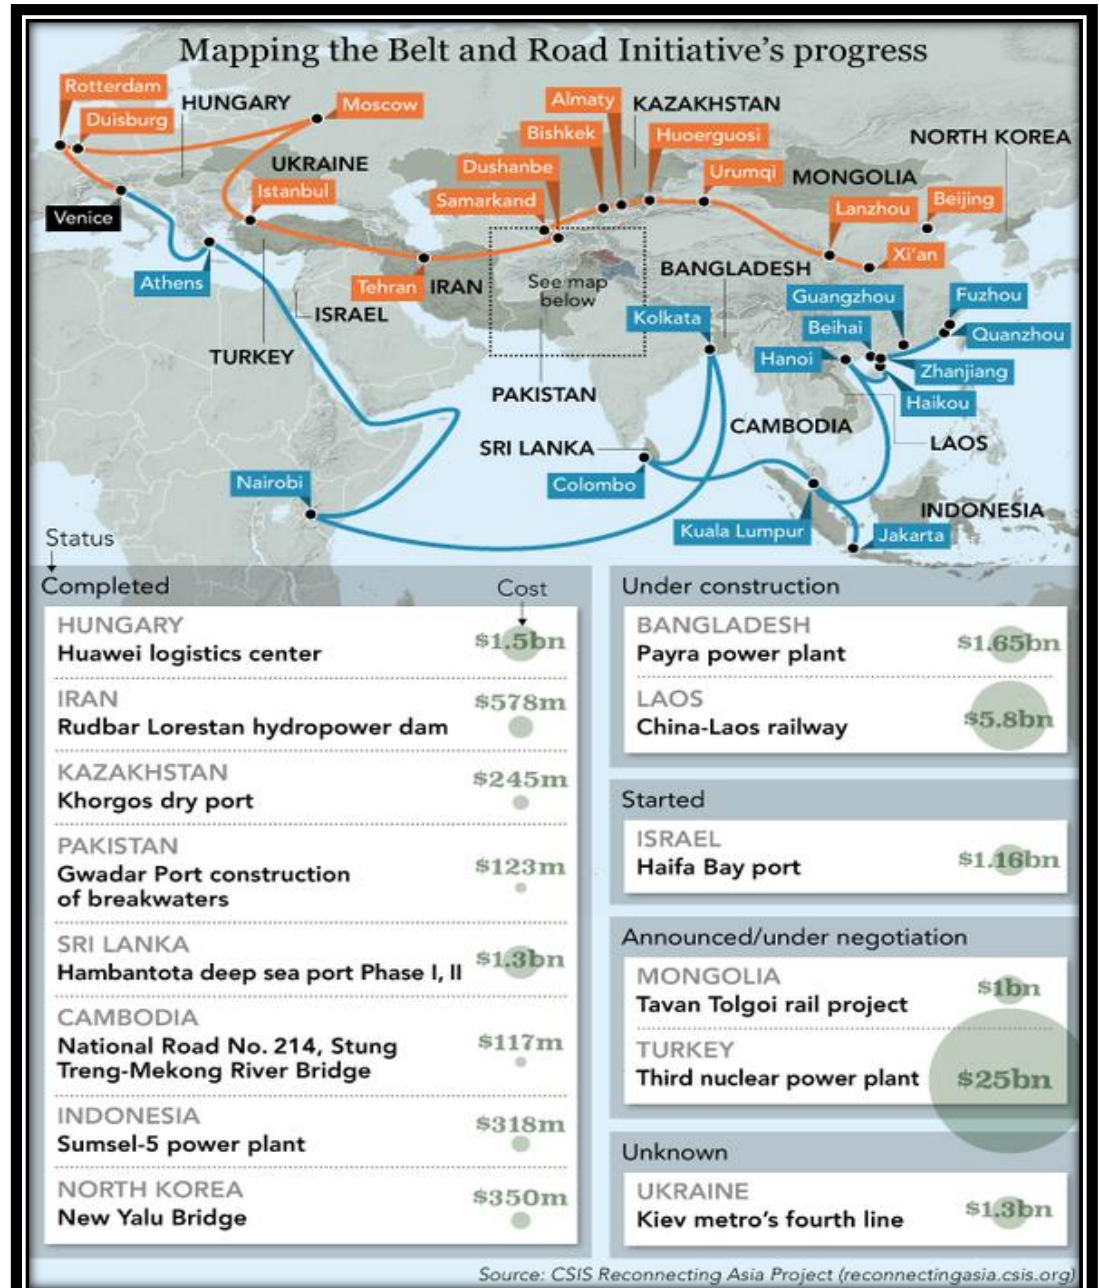 Mapping the Belt and Road Initiative's progress
Rotterdam
Duisburg
HUNGARY
Moscow
Almaty
KAZAKHSTAN
Bishkek
Huoerguosi
NORTH KOREA
UKRAINE
Dushanbe
Urumqi
MONGOLIA
Istanbul
Samarkand
Lanzhou
Beijing
Venice
Xi'an
Athens
Tehran
IRAN
See map
below
BANGLADESH
Guangzhou
Fuzhou
ISRAEL
Kolkata
Beihai
Quanzhou
TURKEY
Hanoi
Zhanjiang
PAKISTAN
Haikou
CAMBODIA
SRI LANKA
LAOS
Nairobi
Colombo
INDONESIA
Kuala Lumpur
Jakarta
Status
Completed
Cost
HUNGARY
Huawei logistics center
$1.5bn
IRAN
Rudbar Lorestan hydropower dam
$578m
KAZAKHSTAN
Khorgos dry port
$245m
PAKISTAN
Gwadar Port construction
of breakwaters
$123m
SRI LANKA
Hambantota deep sea port Phase I, II
$1.3bn
CAMBODIA
National Road No. 214, Stung
Treng-Mekong River Bridge
$117m
INDONESIA
Sumsel-5 power plant
$318m
NORTH KOREA
New Yalu Bridge
$350m
Under construction
BANGLADESH
Payra power plant
$1.65bn
LAOS
China-Laos railway
$5.8bn
Started
ISRAEL
Haifa Bay port
$1.16bn
Announced/under negotiation
MONGOLIA
Tavan Tolgoi rail project
$1bn
TURKEY
Third nuclear power plant
$25bn
Unknown
UKRAINE
Kiev metro's fourth line
$1.3bn
Source: CSIS Reconnecting Asia Project (reconnectingasia.csis.org)